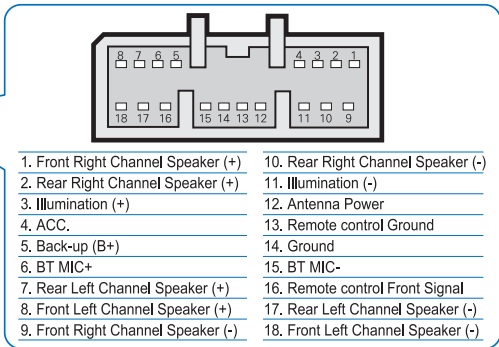 8 7 6 5 4 3 2 1
18 17 16 15 14 13 12 11 10 9
1. Front Right Channel Speaker (+)
2. Rear Right Channel Speaker (+)
3. Illumination (+)
4. ACC.
5. Back-up (B+)
6. BT MIC+
7. Rear Left Channel Speaker (+)
8. Front Left Channel Speaker (+)
9. Front Right Channel Speaker (-)
10. Rear Right Channel Speaker (-)
11. Illumination (-)
12. Antenna Power
13. Remote control Ground
14. Ground
15. BT MIC-
16. Remote control Front Signal
17. Rear Left Channel Speaker (-)
18. Front Left Channel Speaker (-)